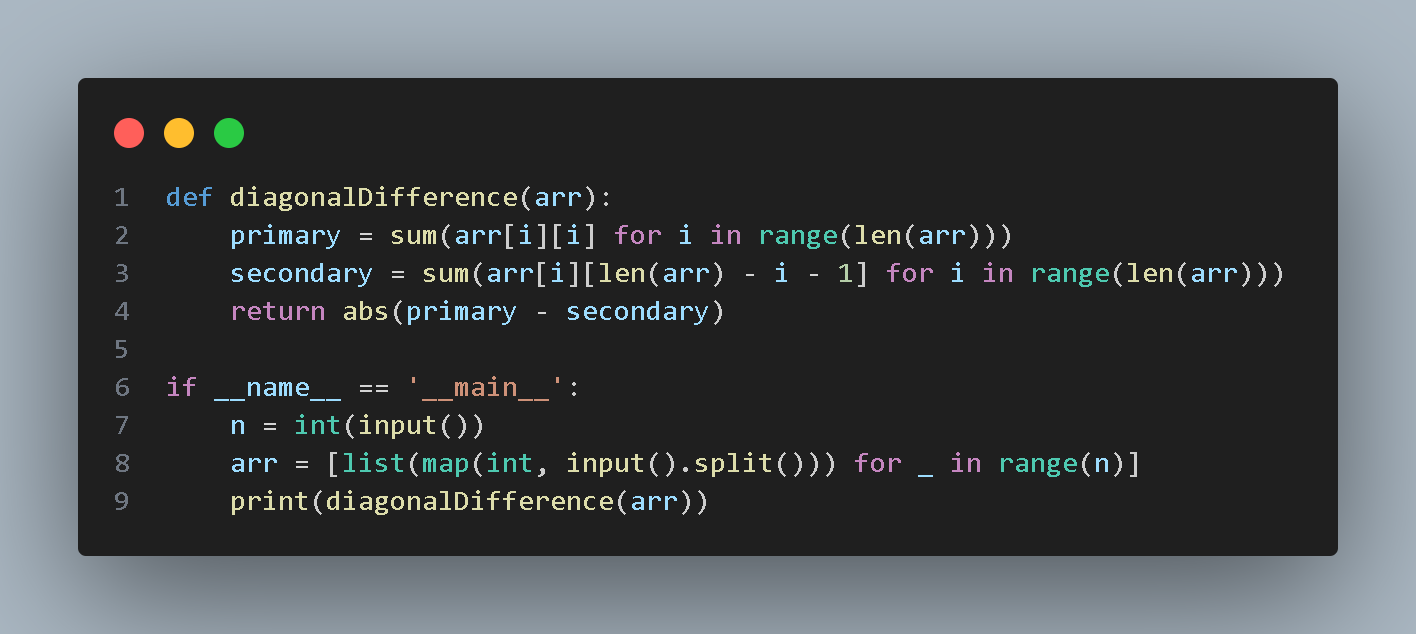 1 def diagonalDifference(arr):
2     primary = sum(arr[i][i] for i in range(len(arr)))
3     secondary = sum(arr[i][len(arr) - i - 1] for i in range(len(arr)))
4     return abs(primary - secondary)
5
6 if __name__ == '__main__':
7     n = int(input())
8     arr = [list(map(int, input().split())) for _ in range(n)]
9     print(diagonalDifference(arr))